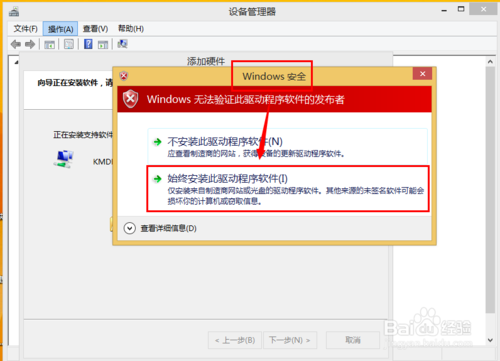 设备管理器
文件(F) 操作(A) 查看(V) 帮助(H)
添加硬件
向导正在安装软件，请
正在安装支持软件
KMDF
Windows 安全
Windows 无法验证此驱动程序软件的发布者
不安装此驱动程序软件(N)
应查看制造商的网站，获得设备的更新驱动程序软件。
始终安装此驱动程序软件(I)
仅安装来自制造商网站或光盘的驱动程序软件。其他来源的未签名软件可能会
损坏你的计算机或窃取信息。
查看详细信息(D)
< 上一步(B) 下一步(N) > 取消
Baidu 经验